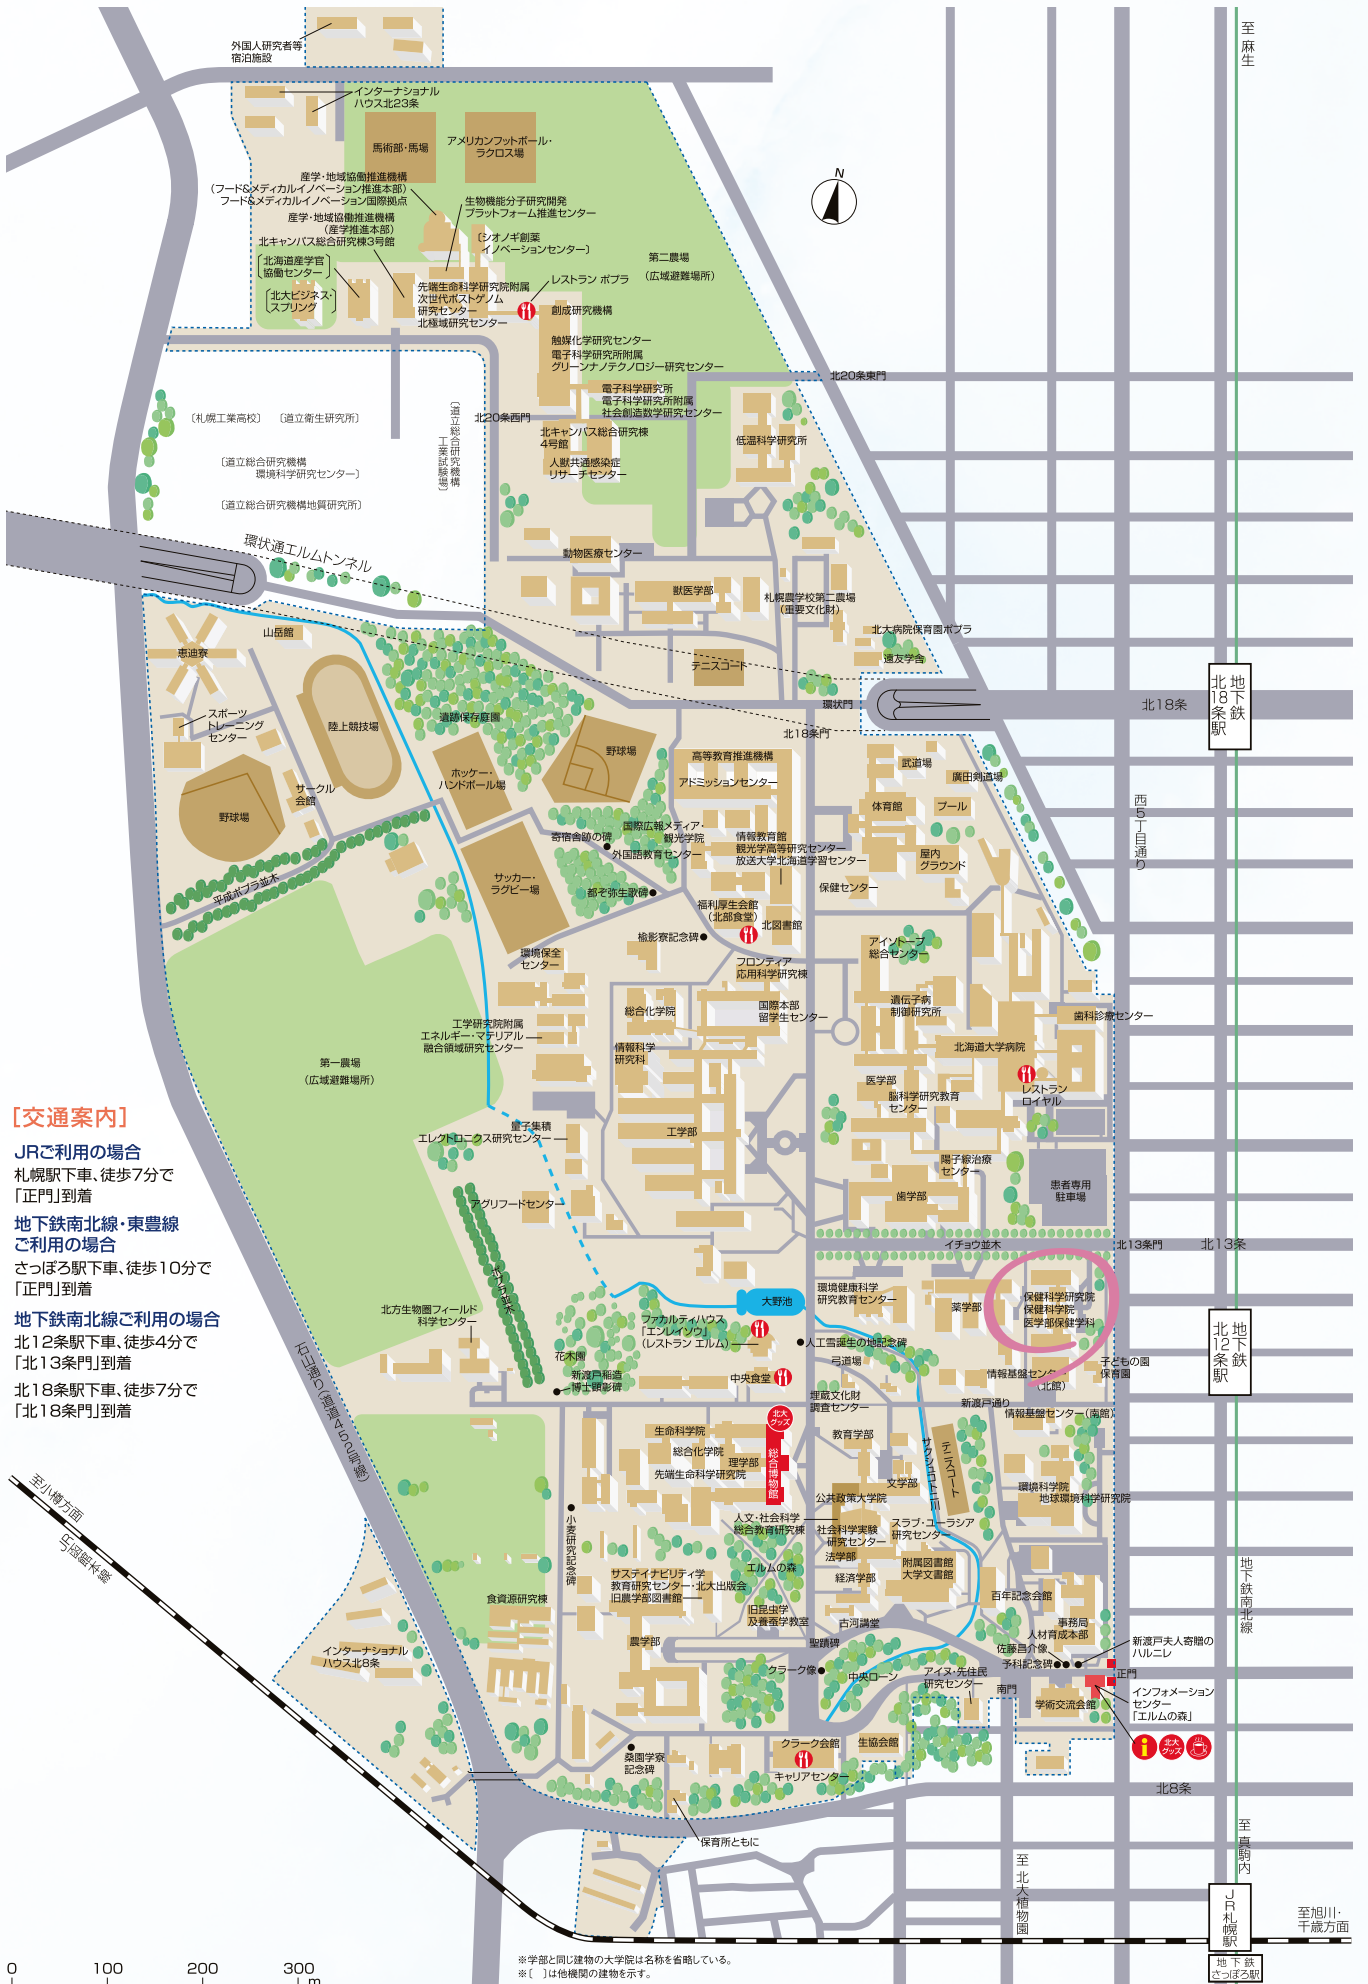 外国人研究者等
宿泊施設
至 麻生
インターナショナル
ハウス北23条
馬術部・馬場
アメリカンフットボール・
ラクロス場
産学・地域協働推進機構
（フード&メディカルイノベーション推進本部）
フード&メディカルイノベーション国際拠点
産学・地域協働推進機構
（産学推進本部）
北キャンパス総合研究棟3号館
生物機能分子研究開発
プラットフォーム推進センター
〔シオノギ創薬
イノベーションセンター〕
N
〔北海道産学官
協働センター〕
〔北大ビジネス・
スプリング〕
先端生命科学研究院附属
次世代ポストゲノム
研究センター
北極域研究センター
レストラン ポプラ
第二農場
（広域避難場所）
創成研究機構
触媒化学研究センター
電子科学研究所附属
グリーンナノテクノロジー研究センター
電子科学研究所
電子科学研究所附属
社会創造数学研究センター
北20条東門
〔札幌工業高校〕
〔道立衛生研究所〕
〔道立総合研究機構
工業試験場〕
北20条西門
北キャンパス総合研究棟
4号館
低温科学研究所
〔道立総合研究機構
環境科学研究センター〕
人獣共通感染症
リサーチセンター
〔道立総合研究機構地質研究所〕
環状通エルムトンネル
動物医療センター
獣医学部
札幌農学校第二農場
（重要文化財）
北大病院保育園ポプラ
遠友学舎
山岳館
恵迪寮
テニスコート
地下鉄
北18条駅
北18条
環状門
北18条門
スポーツ
トレーニング
センター
陸上競技場
遺跡保存庭園
野球場
ホッケー・
ハンドボール場
高等教育推進機構
アドミッションセンター
武道場
廣田剣道場
体育館
プール
西5丁目通り
サークル
会館
野球場
寄宿舎跡の碑
国際広報メディア・
観光学院
外国語教育センター
情報教育館
観光学高等研究センター
放送大学北海道学習センター
屋内
グラウンド
保健センター
サッカー・
ラグビー場
平成ポプラ並木
都ぞ弥生歌碑
福利厚生会館
（北部食堂）
北図書館
楡影寮記念碑
アイソトープ
総合センター
環境保全
センター
フロンティア
応用科学研究棟
総合化学院
国際本部
留学生センター
遺伝子病
制御研究所
歯科診療センター
工学研究院附属
エネルギー・マテリアル
融合領域研究センター
情報科学
研究科
北海道大学病院
第一農場
（広域避難場所）
医学部
脳科学研究教育
センター
レストラン
ロイヤル
［交通案内］
JRご利用の場合
札幌駅下車、徒歩7分で
「正門」到着
地下鉄南北線・東豊線
ご利用の場合
さっぽろ駅下車、徒歩10分で
「正門」到着
地下鉄南北線ご利用の場合
北12条駅下車、徒歩4分で
「北13条門」到着
北18条駅下車、徒歩7分で
「北18条門」到着
量子集積
エレクトロニクス研究センター
工学部
陽子線治療
センター
患者専用
駐車場
歯学部
アグリフードセンター
イチョウ並木
北13条門
北13条
ポプラ並木
大野池
環境健康科学
研究教育センター
薬学部
保健科学研究院
保健科学院
医学部保健学科
北方生物圏フィールド
科学センター
ファカルティハウス
「エンレイソウ」
（レストラン エルム）
人工雪誕生の地記念碑
地下鉄
北12条駅
石山通り（道道452号線）
花木園
新渡戸稲造
博士顕彰碑
中央食堂
弓道場
情報基盤センター
（北館）
子どもの園
保育園
北大
グッズ
埋蔵文化財
調査センター
新渡戸通り
情報基盤センター（南館）
生命科学院
総合化学院
理学部
先端生命科学研究院
総合博物館
教育学部
文学部
サクシュコトニ川
テニスコート
環境科学院
地球環境科学研究院
至小樽方面
JR函館本線
小麦研究記念碑
公共政策大学院
人文・社会科学
総合教育研究棟
社会科学実験
研究センター
スラブ・ユーラシア
研究センター
法学部
経済学部
附属図書館
大学文書館
エルムの森
サステイナビリティ学
教育研究センター・北大出版会
旧農学部図書館
食資源研究棟
旧昆虫学
及養蚕学教室
古河講堂
百年記念会館
地下鉄南北線
事務局
人材育成本部
佐藤昌介像
予科記念碑
新渡戸夫人寄贈の
ハルニレ
農学部
聖蹟碑
インターナショナル
ハウス北8条
クラーク像
中央ローン
アイヌ・先住民
研究センター
南門
正門
学術交流会館
インフォメーション
センター
「エルムの森」
i
北大
グッズ
桑園学寮
記念碑
クラーク会館
キャリアセンター
生協会館
北8条
保育所ともに
至 真駒内
至 北大植物園
JR札幌駅
至旭川・
千歳方面
地下鉄
さっぽろ駅
※学部と同じ建物の大学院は名称を省略している。
※〔　〕は他機関の建物を示す。
0 100 200 300
m